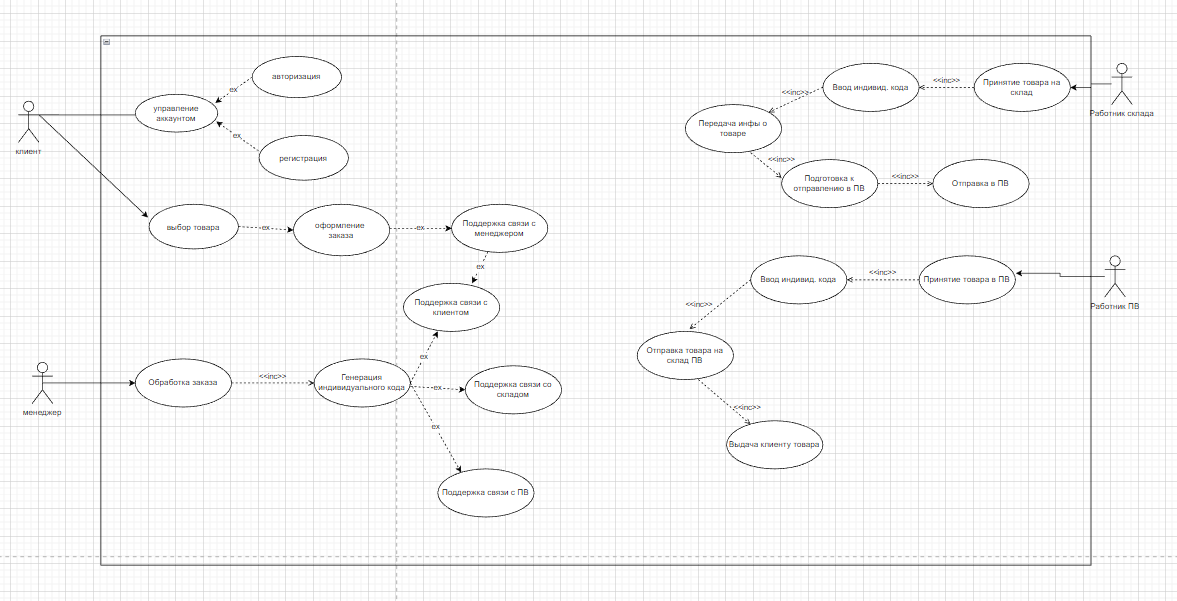 авторизация
ex
управление
аккаунтом
ex
регистрация
клиент
выбор товара
ex
оформление
заказа
ex
Поддержка связи с
менеджером
ex
Поддержка связи с
клиентом
менеджер
Обработка заказа
<<inc>>
Генерация
индивидуального кода
ex
ex
Поддержка связи со
складом
ex
Поддержка связи с ПВ
Работник склада
Принятие товара на
склад
<<inc>>
Ввод индивид. кода
<<inc>>
Передача инфы о
товаре
<<inc>>
Подготовка к
отправлению в ПВ
<<inc>>
Отправка в ПВ
Работник ПВ
Принятие товара в ПВ
<<inc>>
Ввод индивид. кода
<<inc>>
Отправка товара на
склад ПВ
<<inc>>
Выдача клиенту товара